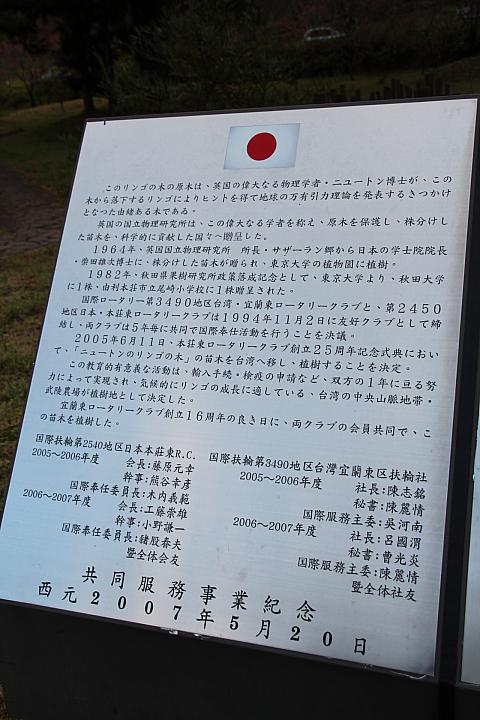 このリンゴの木の原木は、英国の偉大なる物理学者・ニュートン博士が、この
木から落下するリンゴによりヒントを得て地球の万有引力理論を発表するきっかけ
となった由緒ある木である。
英国の国立物理研究所は、この偉大なる学者を称え、原木を保護し、株分けし
た苗木を、科学的に貢献した国々へ贈呈した。
1964年、英国国立物理研究所 所長・サザーラン郷から日本の学士院院長
・柴田雄次博士に、株分けした苗木が贈られ、東京大学の植物園に植樹。
1982年、秋田県果樹研究所政策落成記念として、東京大学より、秋田大学
に1株、由利本荘市立尾崎小学校に1株贈呈された。
国際ロータリー第3490地区台湾・宜蘭東ロータリークラブと、第2450
地区日本・本荘東ロータリークラブは1994年11月2日に友好クラブとして締
結し、両クラブは5年毎に共同で国際奉仕活動を行うことを決議。
2005年6月11日、本荘東ロータリークラブ創立25周年記念式典におい
て、「ニュートンのリンゴの木」の苗木を台湾へ移し、植樹することを決定。
この教育的有意義な活動は、輸入手続・検疫の申請など、双方の1年に亘る努
力によって実現され、気候的にリンゴの成長に適している、台湾の中央山脈地帯・
武陵農場が植樹地として決定した。
宜蘭東ロータリークラブ創立16周年の良き日に、両クラブの会員共同で、こ
の苗木を植樹した。
国際扶輪第2540地区日本本荘東R.C.
2005〜2006年度 会長:藤原元幸
幹事:熊谷幸彦
国際奉任委員長:木内義範
2006〜2007年度 会長:工藤崇雄
幹事:小野謙一
国際奉任委員長:猪股泰夫
暨全体会友
国際扶輪第3490地区台灣宜蘭東区扶輪社
2005〜2006年度 社長:陳志銘
秘書:陳麗情
国際服務主委:吳河南
2006〜2007年度 社長:呂國渭
秘書:曹光炎
国際服務主委:陳麗情
暨全体社友
共同服務事業紀念
西元2007年5月20日